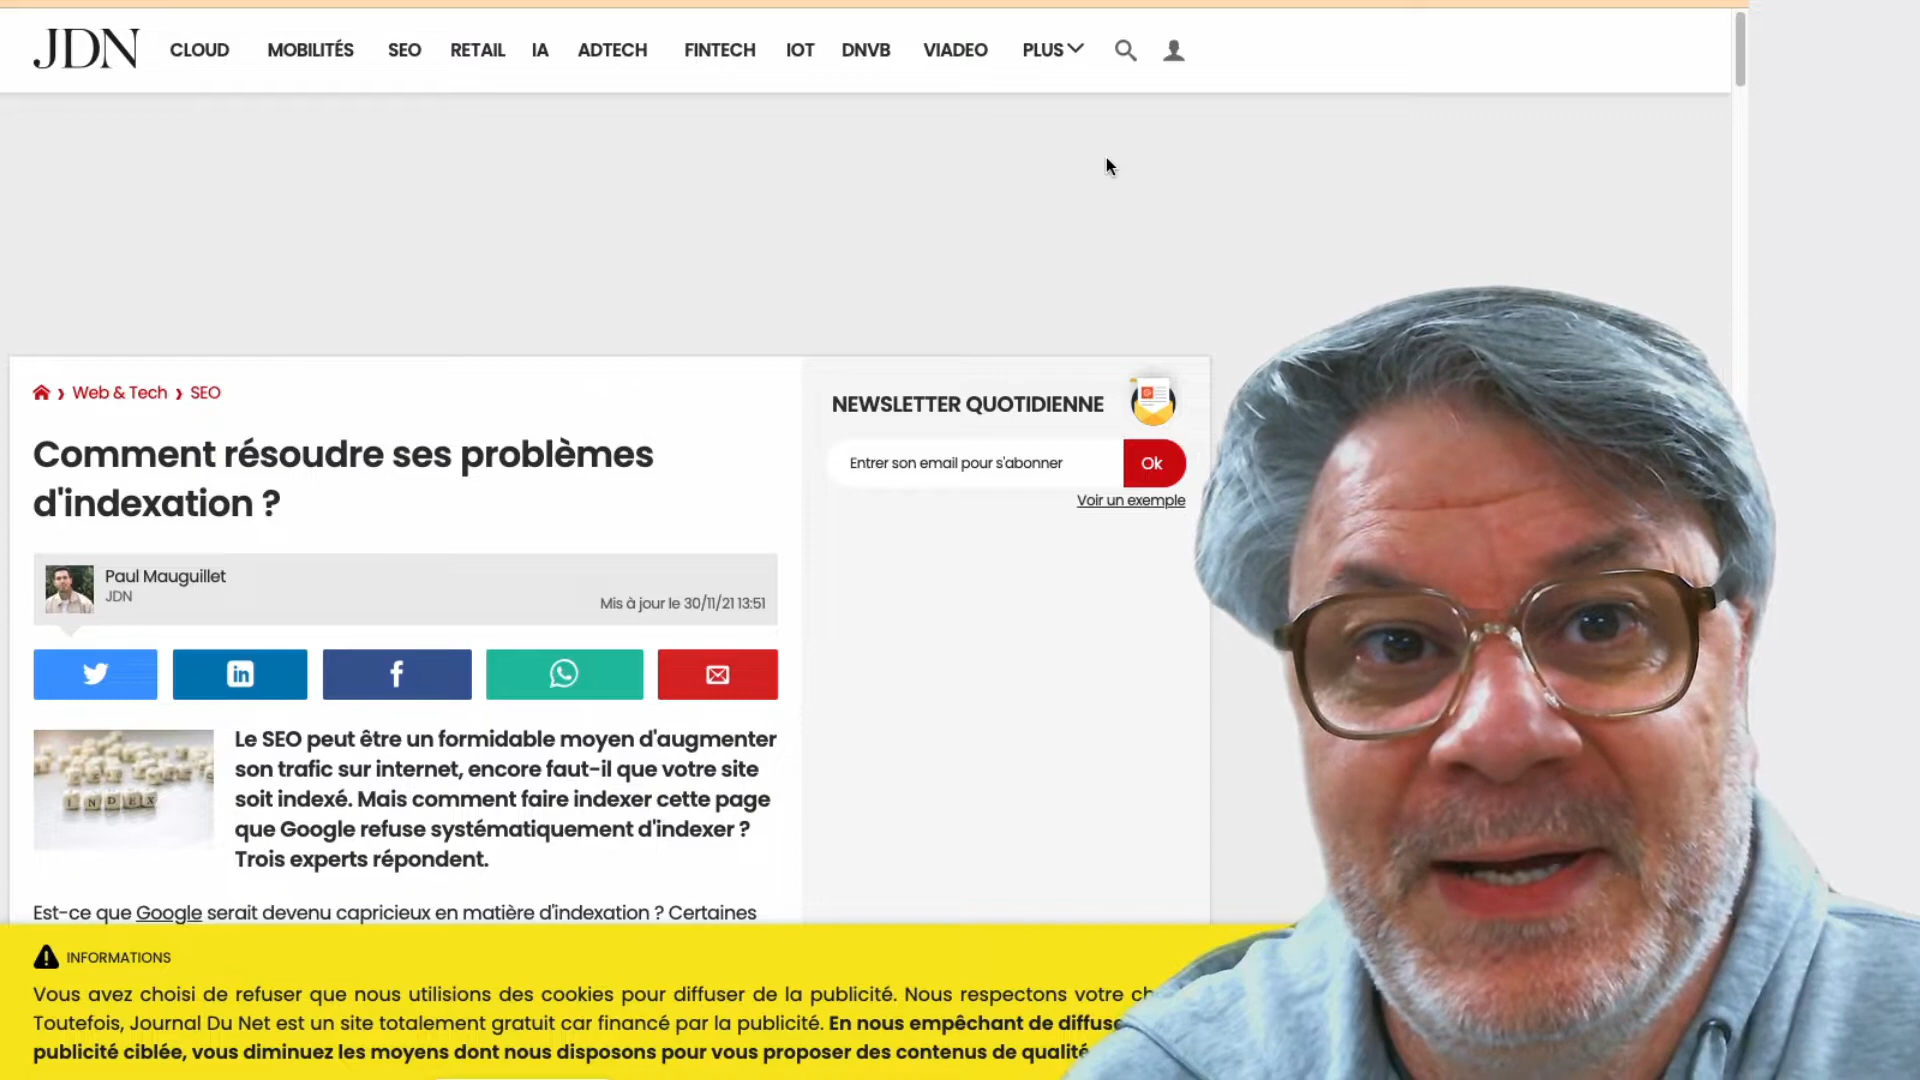 JDN
CLOUD MOBILITÉS SEO RETAIL IA ADTECH FINTECH IOT DNVB VIADEO PLUS
Web & Tech SEO
Comment résoudre ses problèmes
d'indexation ?
Paul Mauguillet
JDN
Mis à jour le 30/11/21 13:51
in
f
INDEX
Le SEO peut être un formidable moyen d'augmenter
son trafic sur internet, encore faut-il que votre site
soit indexé. Mais comment faire indexer cette page
que Google refuse systématiquement d'indexer ?
Trois experts répondent.
Est-ce que Google serait devenu capricieux en matière d'indexation ? Certaines
NEWSLETTER QUOTIDIENNE
Entrer son email pour s'abonner
Ok
Voir un exemple
INFORMATIONS
Vous avez choisi de refuser que nous utilisions des cookies pour diffuser de la publicité. Nous respectons votre
Toutefois, Journal Du Net est un site totalement gratuit car financé par la publicité. En nous empêchant de
publicité ciblée, vous diminuez les moyens dont nous disposons pour vous proposer des contenus de qualité